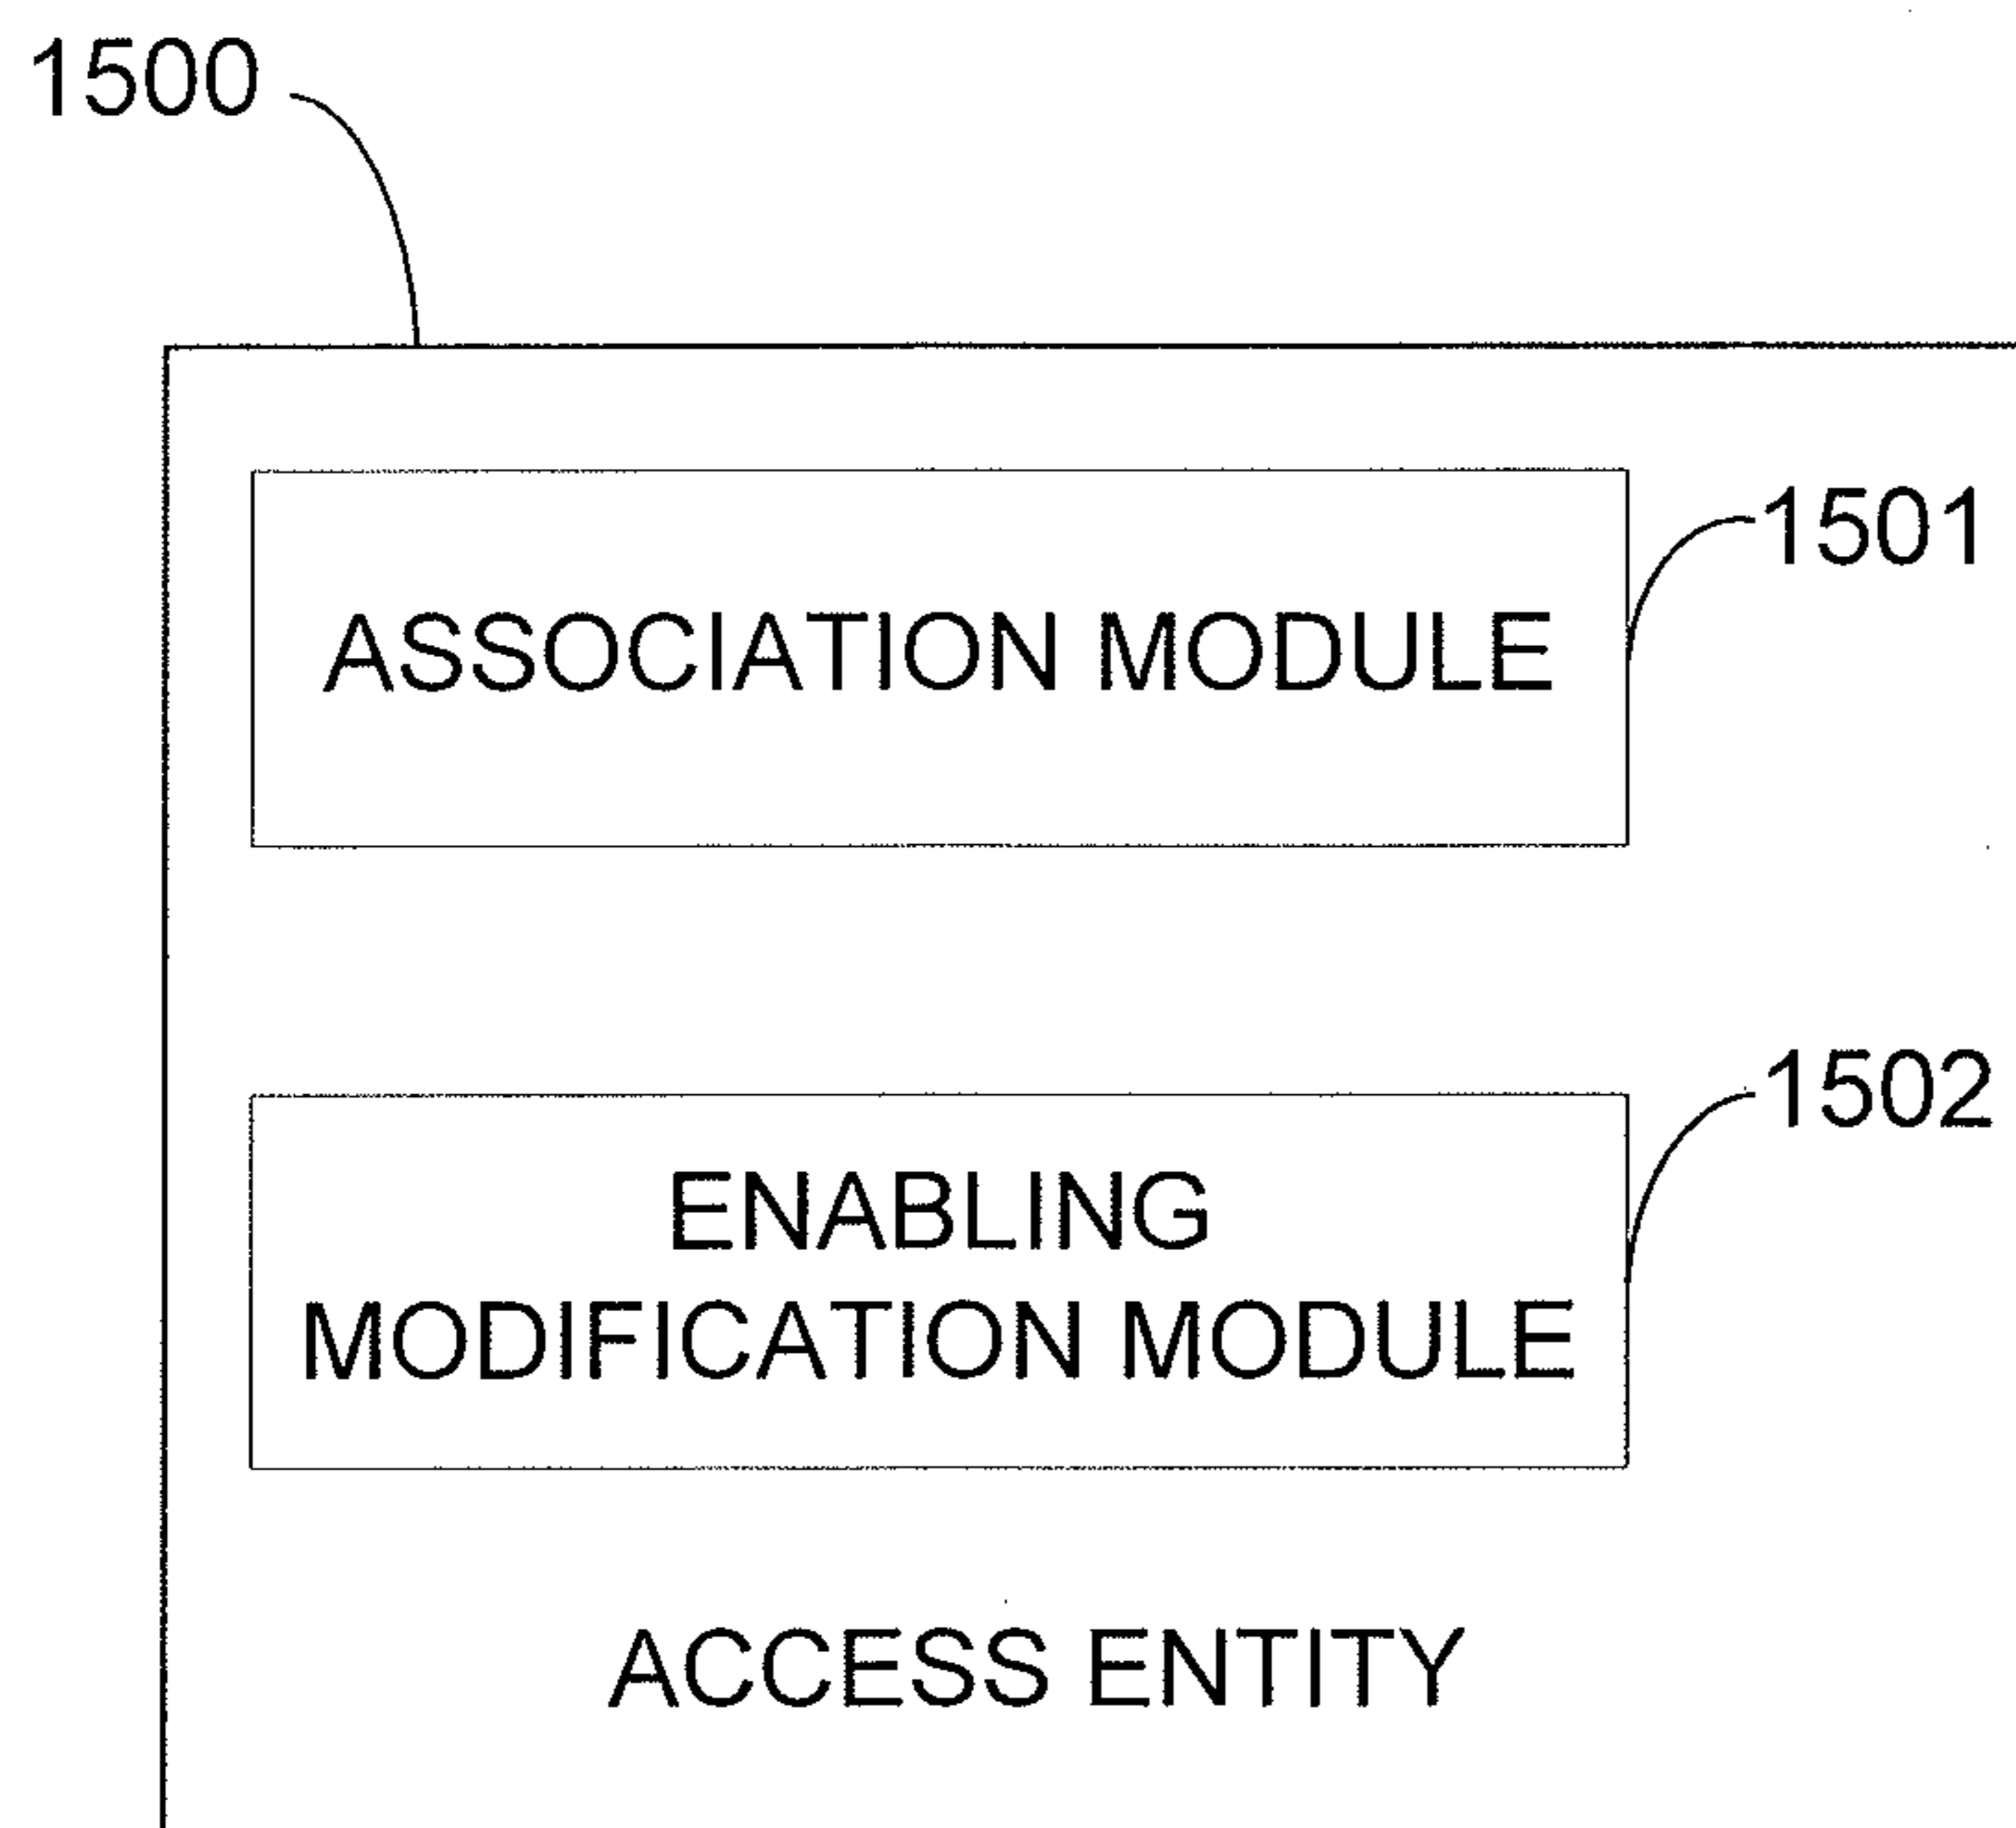 1500
1501
ASSOCIATION MODULE
1502
ENABLING
MODIFICATION MODULE
ACCESS ENTITY